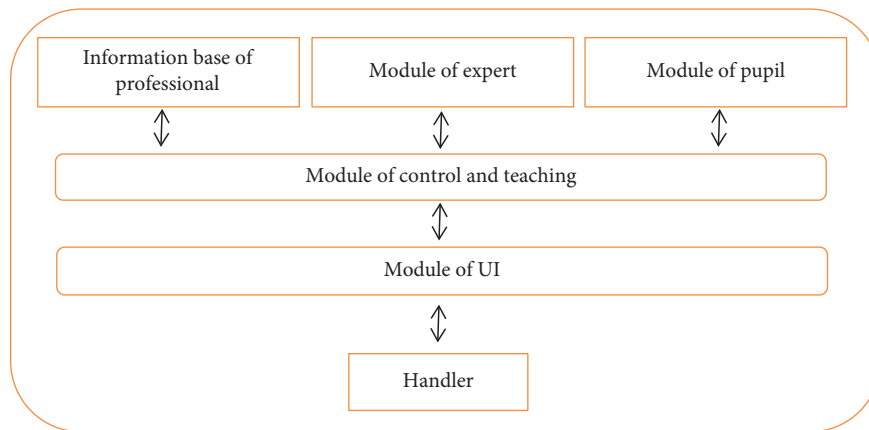 Information base of
professional
Module of expert
Module of pupil
Module of control and teaching
Module of UI
Handler